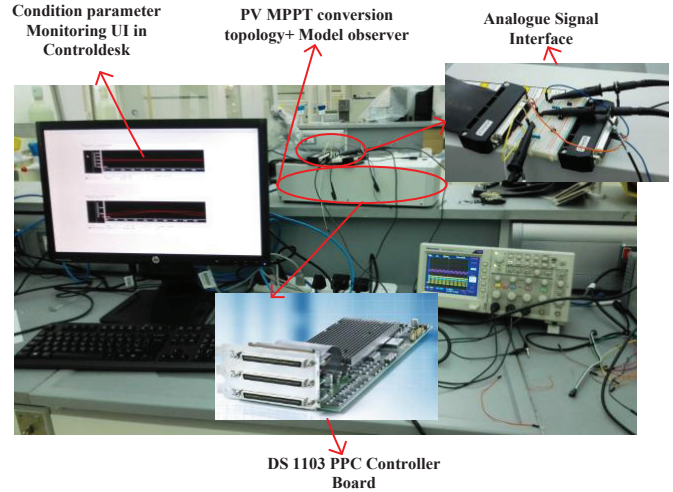 Condition parameter
Monitoring UI in
Controldesk
PV MPPT conversion
topology+ Model observer
Analogue Signal
Interface
hp
DS 1103 PPC Controller
Board